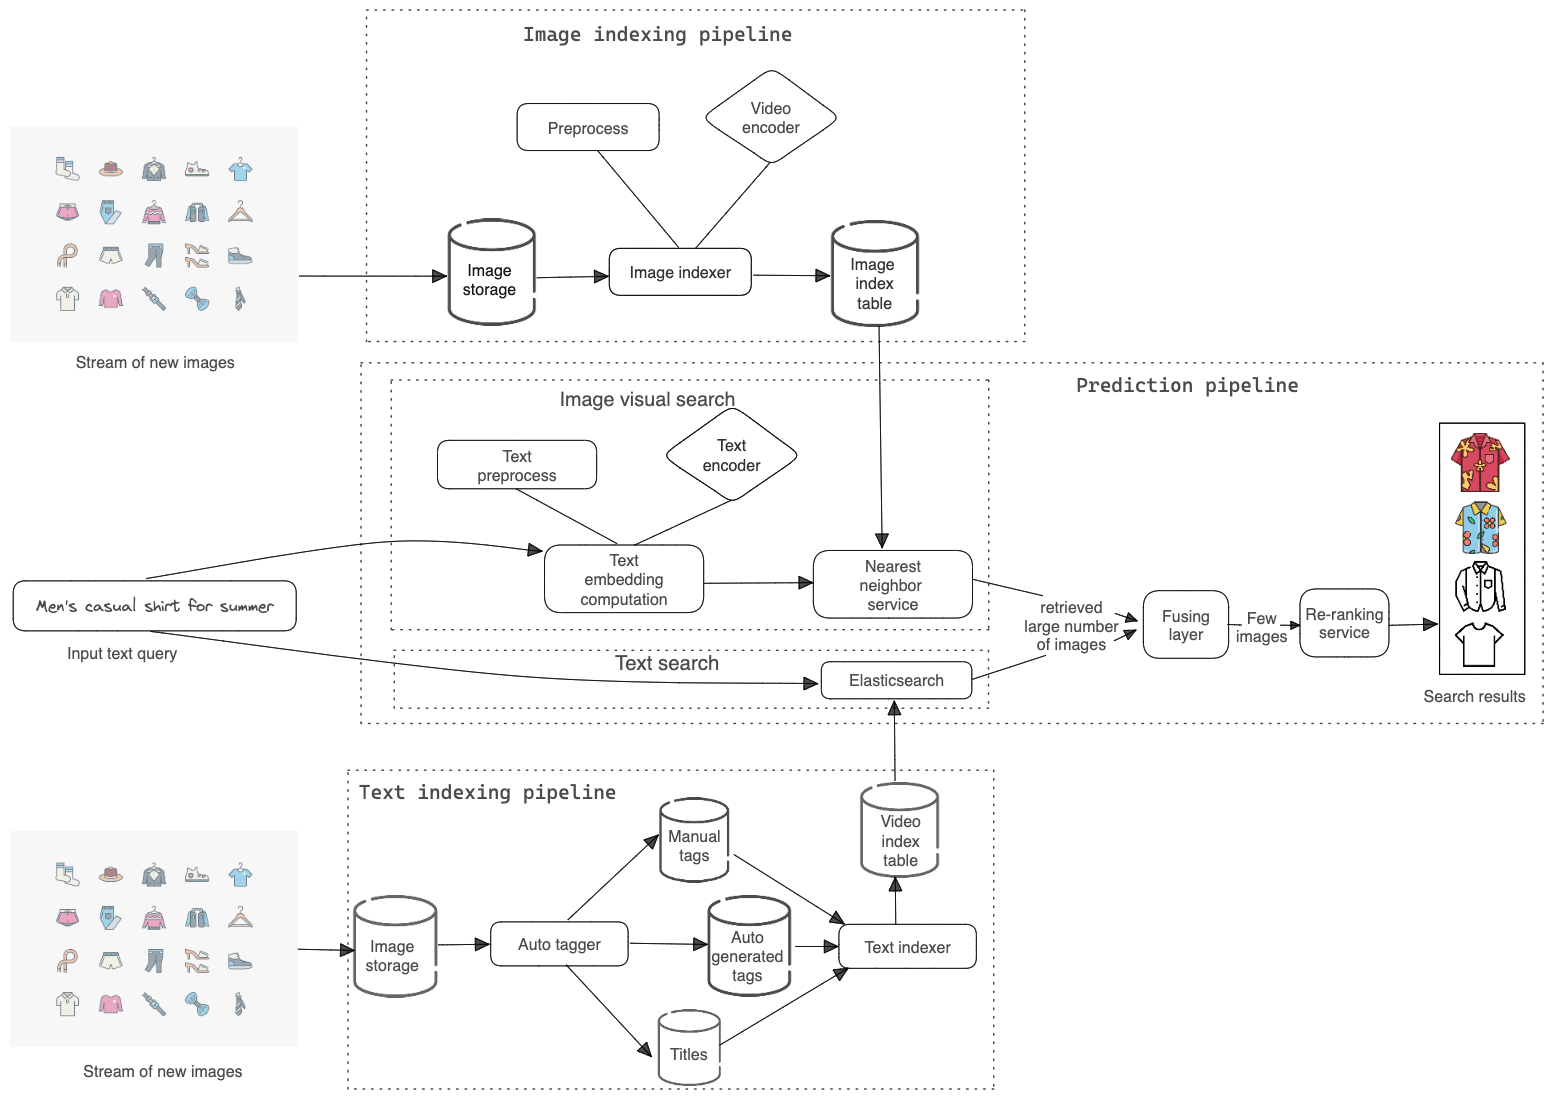 Image indexing pipeline
Preprocess
Video
encoder
Image
storage
Image indexer
Image
index
table
Stream of new images
Prediction pipeline
Image visual search
Text
preprocess
Text
encoder
Text
embedding
computation
Nearest
neighbor
service
Men's casual shirt for summer
Input text query
retrieved
large number
of images
Fusing
layer
Few
images
Re-ranking
service
Search results
Text search
Elasticsearch
Text indexing pipeline
Manual
tags
Video
index
table
Image
storage
Auto tagger
Auto
generated
tags
Text indexer
Titles
Stream of new images